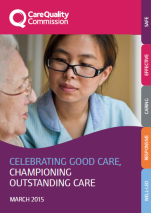 CareQuality
Commission
SAFE
EFFECTIVE
CARING
RESPONSIVE
WELL-LED
CELEBRATING GOOD CARE,
CHAMPIONING
OUTSTANDING CARE
MARCH 2015